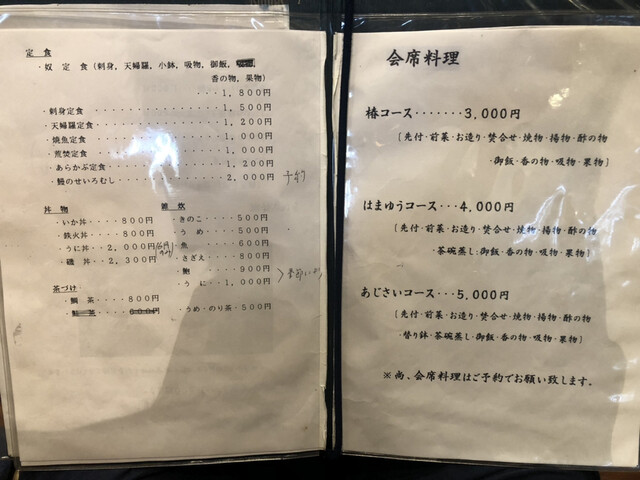 定 食
・奴 定 食（刺身，天婦羅，小鉢，吸物，御飯，
香の物，果物）
・・・１，８００円
・刺身定食・・・・・・・・・１，５００円
・天婦羅定食・・・・・・・・１，２００円
・焼魚定食・・・・・・・・・１，０００円
・荒焚定食・・・・・・・・・１，０００円
・あらかぶ定食・・・・・・・１，２００円
・鰻のせいろむし・・・・・・２，０００円 予約
丼 物
・いか丼・・・・８００円
・鉄火丼・・・・８００円
・うに丼・・２，０００円
・磯 丼・・２，３００円
茶づけ
・鯛 茶・・・８００円
雑 炊
・きのこ・・・５００円
・う め・・・５００円
・魚 ・・・６００円
・さざえ・・・８００円
・鮑 ・・・９００円
・う に・・１，０００円
・うめ・のり茶・５００円
会席料理
椿コース・・・・・・・３,０００円
〔先付・前菜・お造り・焚合せ・焼物・揚物・酢の物
・御飯・香の物・吸物・果物〕
はまゆうコース・・・４,０００円
〔先付・前菜・お造り・焚合せ・焼物・揚物・酢の物
・茶碗蒸し・御飯・香の物・吸物・果物〕
あじさいコース・・・５,０００円
〔先付・前菜・お造り・焚合せ・焼物・揚物・酢の物
・替り鉢・茶碗蒸し・御飯・香の物・吸物・果物〕
※尚、会席料理はご予約でお願い致します。